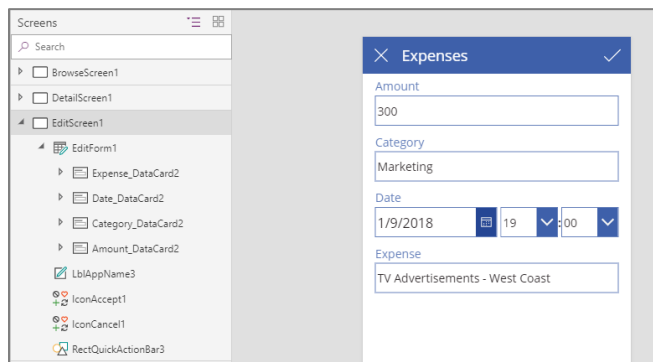 Screens
Search
BrowseScreen1
DetailScreen1
EditScreen1
EditForm1
Expense_DataCard2
Date_DataCard2
Category_DataCard2
Amount_DataCard2
LblAppName3
IconAccept1
IconCancel1
RectQuickActionBar3
Expenses
Amount
300
Category
Marketing
Date
1/9/2018 19 : 00
Expense
TV Advertisements - West Coast